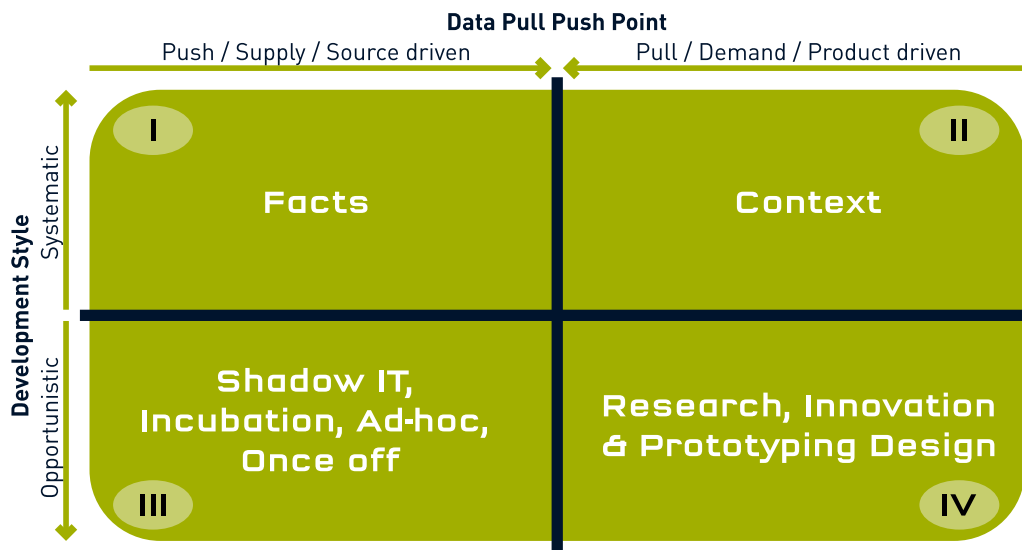 Data Pull Push Point
Push / Supply / Source driven
Pull / Demand / Product driven
Development Style
Systematic
Opportunistic
I
Facts
II
Context
Shadow IT,
Incubation, Ad-hoc,
Once off
III
Research, Innovation
& Prototyping Design
IV